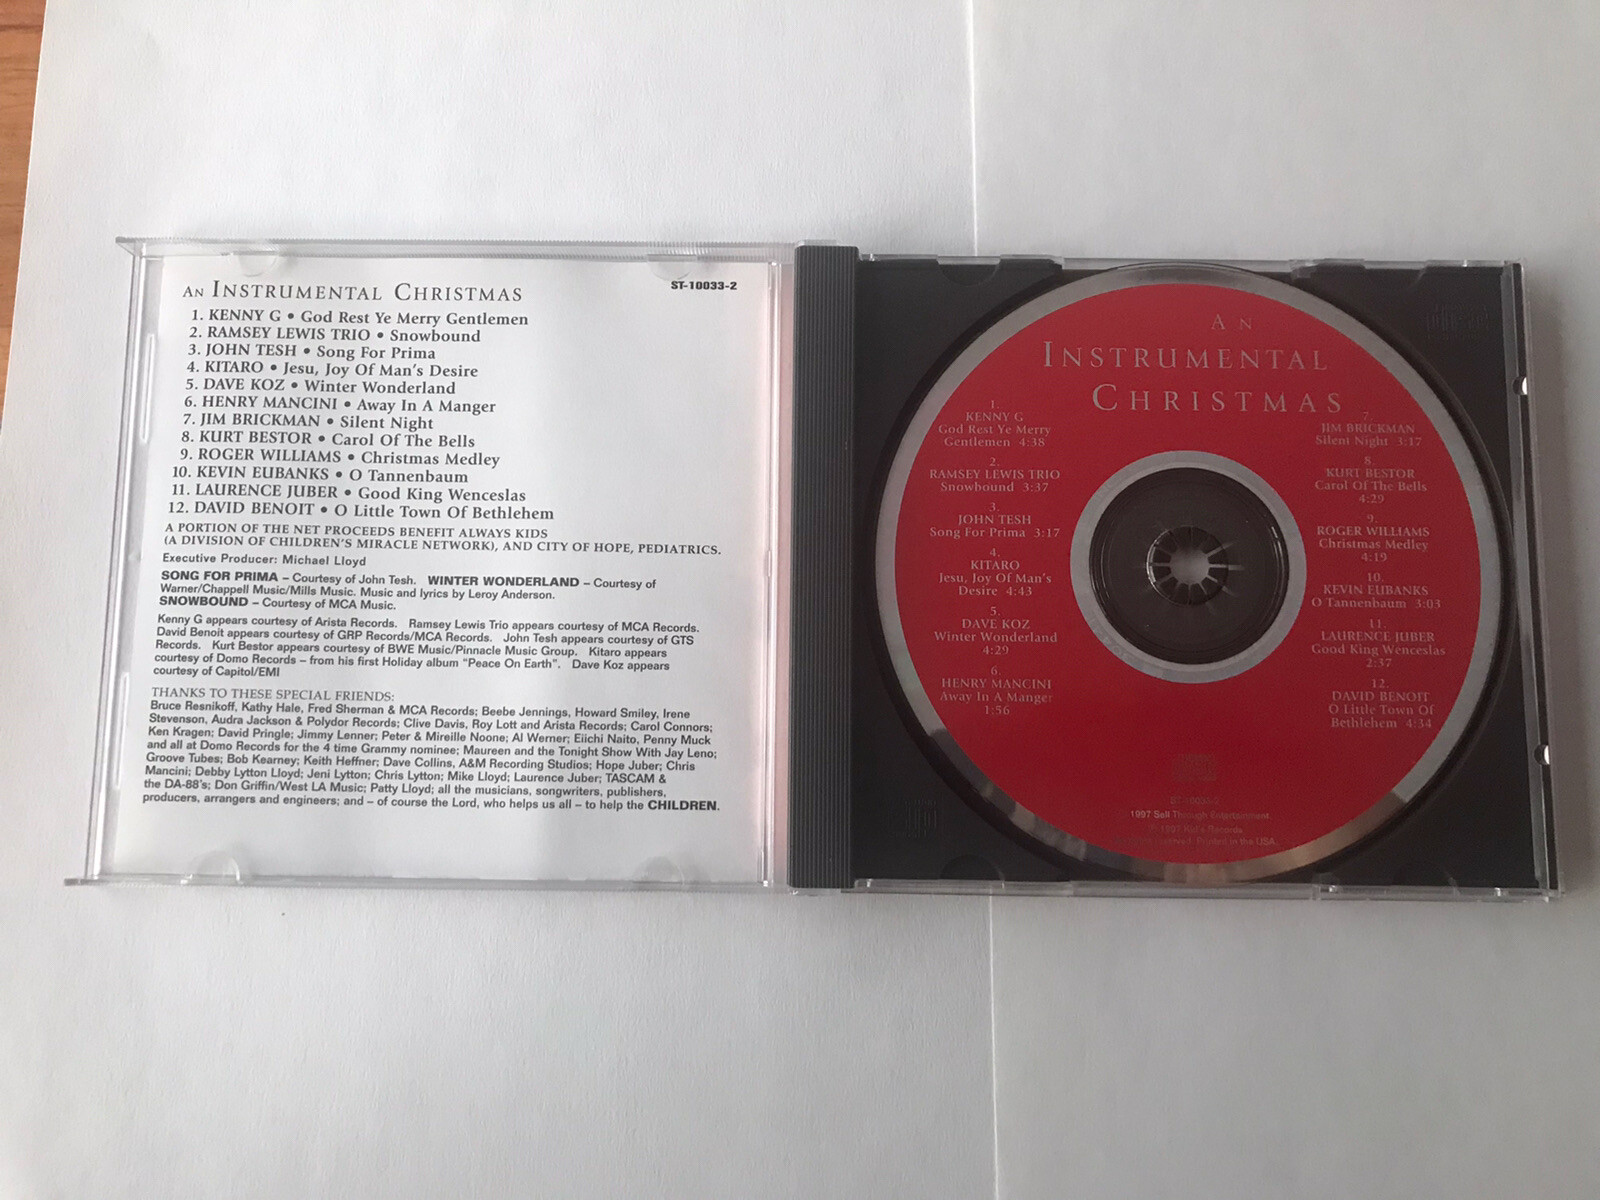 AN INSTRUMENTAL CHRISTMAS
ST-10033-2
1. KENNY G • God Rest Ye Merry Gentlemen
2. RAMSEY LEWIS TRIO • Snowbound
3. JOHN TESH • Song For Prima
4. KITARO • Jesu, Joy Of Man's Desire
5. DAVE KOZ • Winter Wonderland
6. HENRY MANCINI • Away In A Manger
7. JIM BRICKMAN • Silent Night
8. KURT BESTOR • Carol Of The Bells
9. ROGER WILLIAMS • Christmas Medley
10. KEVIN EUBANKS • O Tannenbaum
11. LAURENCE JUBER • Good King Wenceslas
12. DAVID BENOIT • O Little Town Of Bethlehem
A PORTION OF THE NET PROCEEDS BENEFIT ALWAYS KIDS
(A DIVISION OF CHILDREN'S MIRACLE NETWORK), AND CITY OF HOPE, PEDIATRICS.
Executive Producer: Michael Lloyd
SONG FOR PRIMA – Courtesy of John Tesh. WINTER WONDERLAND – Courtesy of
Warner/Chappell Music/Mills Music. Music and lyrics by Leroy Anderson.
SNOWBOUND – Courtesy of MCA Music.
Kenny G appears courtesy of Arista Records. Ramsey Lewis Trio appears courtesy of MCA Records.
David Benoit appears courtesy of GRP Records/MCA Records. John Tesh appears courtesy of GTS
Records. Kurt Bestor appears courtesy of BWE Music/Pinnacle Music Group. Kitaro appears
courtesy of Domo Records – from his first Holiday album "Peace On Earth". Dave Koz appears
courtesy of Capitol/EMI
THANKS TO THESE SPECIAL FRIENDS:
Bruce Resnikoff, Kathy Hale, Fred Sherman & MCA Records; Beebe Jennings, Howard Smiley, Irene
Stevenson, Audra Jackson & Polydor Records; Clive Davis, Roy Lott and Arista Records; Carol Connors;
Ken Kragen; David Pringle; Jimmy Lenner; Peter & Mireille Noone; Al Werner; Eiichi Naito, Penny Muck
and all at Domo Records for the 4 time Grammy nominee; Maureen and the Tonight Show With Jay Leno;
Groove Tubes; Bob Kearney; Keith Heffner; Dave Collins, A&M Recording Studios; Hope Juber; Chris
Mancini; Debby Lytton Lloyd; Jeni Lytton; Chris Lytton; Mike Lloyd; Laurence Juber; TASCAM &
the DA-88's; Don Griffin/West LA Music; Patty Lloyd; all the musicians, songwriters, publishers,
producers, arrangers and engineers; and – of course the Lord, who helps us all – to help the CHILDREN.
AN
INSTRUMENTAL
CHRISTMAS
1.
KENNY G
God Rest Ye Merry
Gentlemen 4:38
2.
RAMSEY LEWIS TRIO
Snowbound 3:37
3.
JOHN TESH
Song For Prima 3:17
4.
KITARO
Jesu, Joy Of Man's
Desire 4:43
5.
DAVE KOZ
Winter Wonderland
4:29
6.
HENRY MANCINI
Away In A Manger
1:56
7.
JIM BRICKMAN
Silent Night 3:17
8.
KURT BESTOR
Carol Of The Bells
4:29
9.
ROGER WILLIAMS
Christmas Medley
4:19
10.
KEVIN EUBANKS
O Tannenbaum 3:03
11.
LAURENCE JUBER
Good King Wenceslas
2:37
12.
DAVID BENOIT
O Little Town Of
Bethlehem 4:34
ST-10033-2
1997 Sell Through Entertainment
1997 Kid's Records
Printed in the USA.